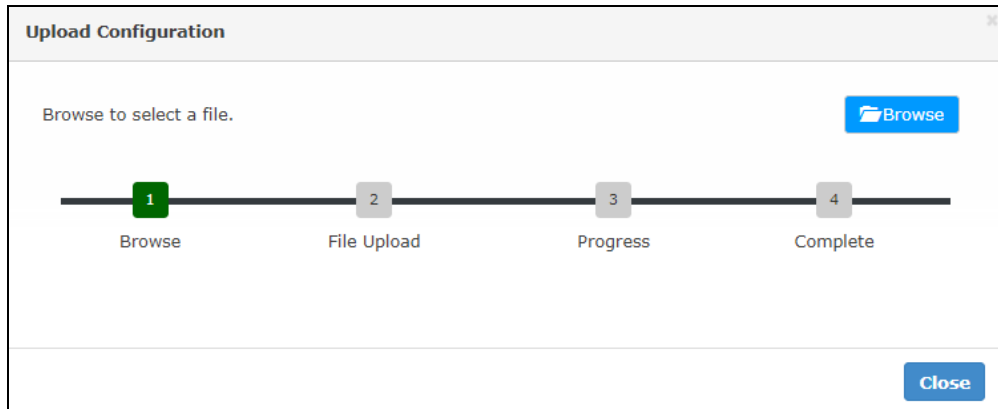 Upload Configuration
Browse to select a file.
Browse
1
2
3
4
Browse
File Upload
Progress
Complete
Close